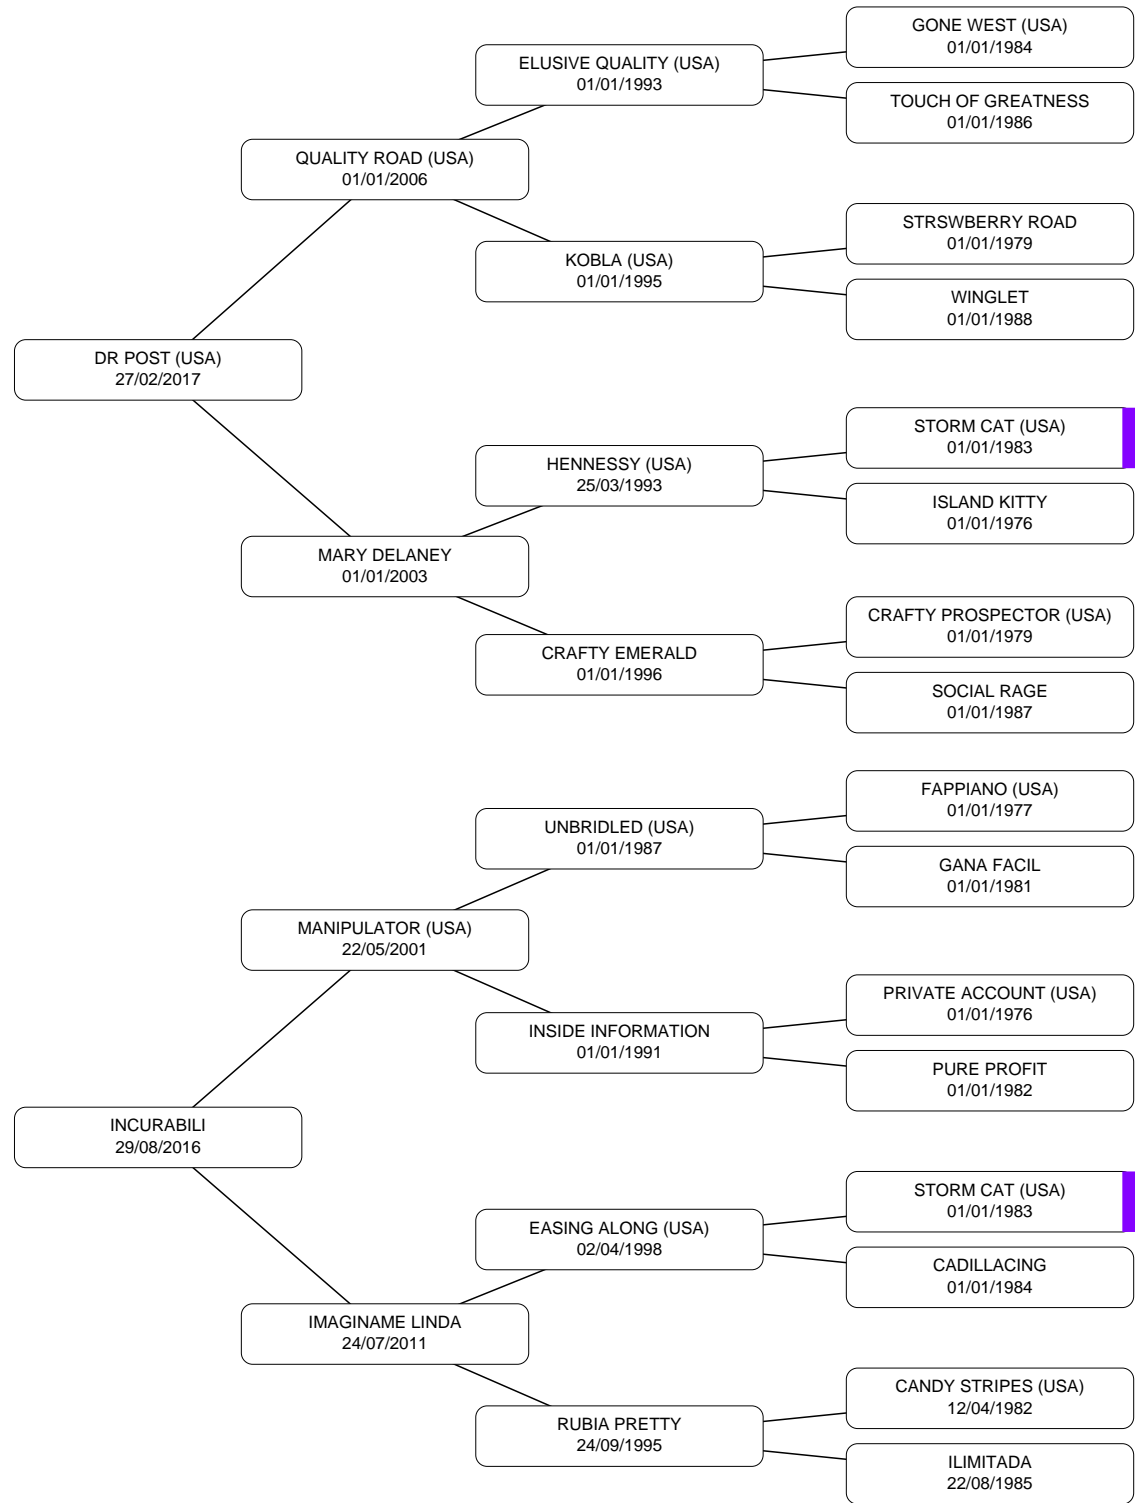 GONE WEST (USA)
01/01/1984
ELUSIVE QUALITY (USA)
01/01/1993
TOUCH OF GREATNESS
01/01/1986
QUALITY ROAD (USA)
01/01/2006
STRSWBERRY ROAD
01/01/1979
KOBLA (USA)
01/01/1995
WINGLET
01/01/1988
DR POST (USA)
27/02/2017
STORM CAT (USA)
01/01/1983
HENNESSY (USA)
25/03/1993
ISLAND KITTY
01/01/1976
MARY DELANEY
01/01/2003
CRAFTY PROSPECTOR (USA)
01/01/1979
CRAFTY EMERALD
01/01/1996
SOCIAL RAGE
01/01/1987
FAPPIANO (USA)
01/01/1977
UNBRIDLED (USA)
01/01/1987
GANA FACIL
01/01/1981
MANIPULATOR (USA)
22/05/2001
PRIVATE ACCOUNT (USA)
01/01/1976
INSIDE INFORMATION
01/01/1991
PURE PROFIT
01/01/1982
INCURABILI
29/08/2016
STORM CAT (USA)
01/01/1983
EASING ALONG (USA)
02/04/1998
CADILLACING
01/01/1984
IMAGINAME LINDA
24/07/2011
CANDY STRIPES (USA)
12/04/1982
RUBIA PRETTY
24/09/1995
ILIMITADA
22/08/1985